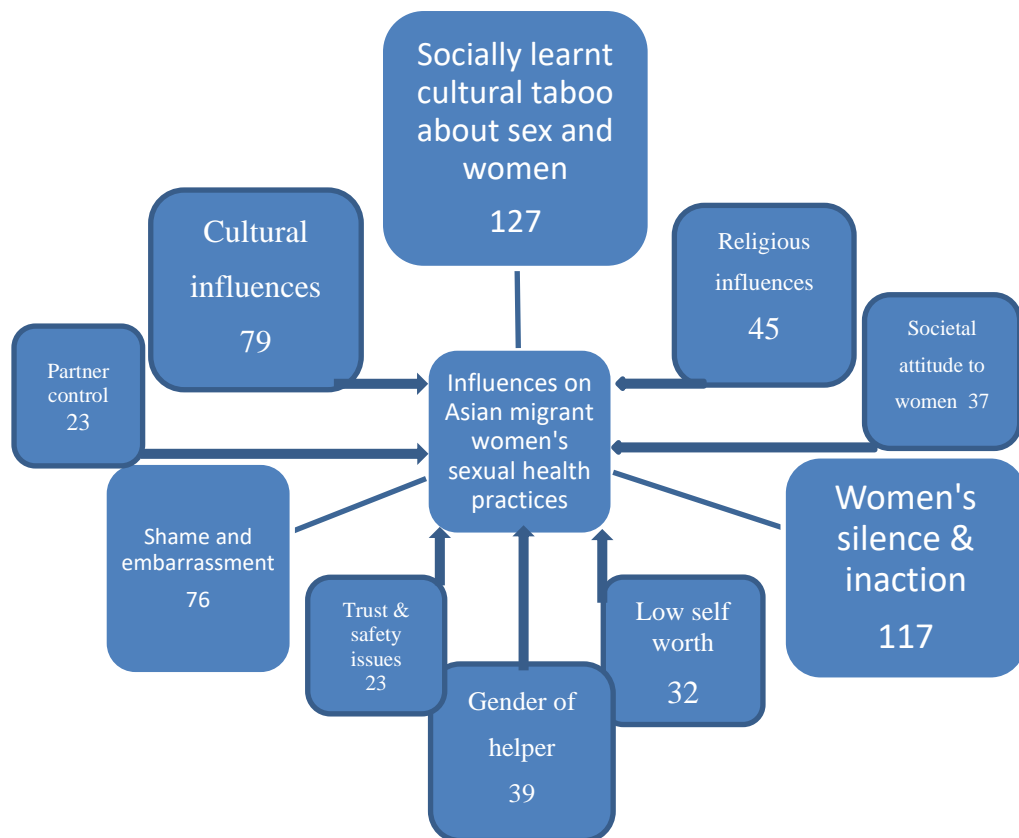 Socially learnt
cultural taboo
about sex and
women
127
Cultural
influences
79
Religious
influences
45
Partner
control
23
Societal
attitude to
women 37
Influences on
Asian migrant
women's
sexual health
practices
Shame and
embarrassment
76
Women's
silence &
inaction
117
Trust &
safety
issues
23
Gender of
helper
39
Low self
worth
32